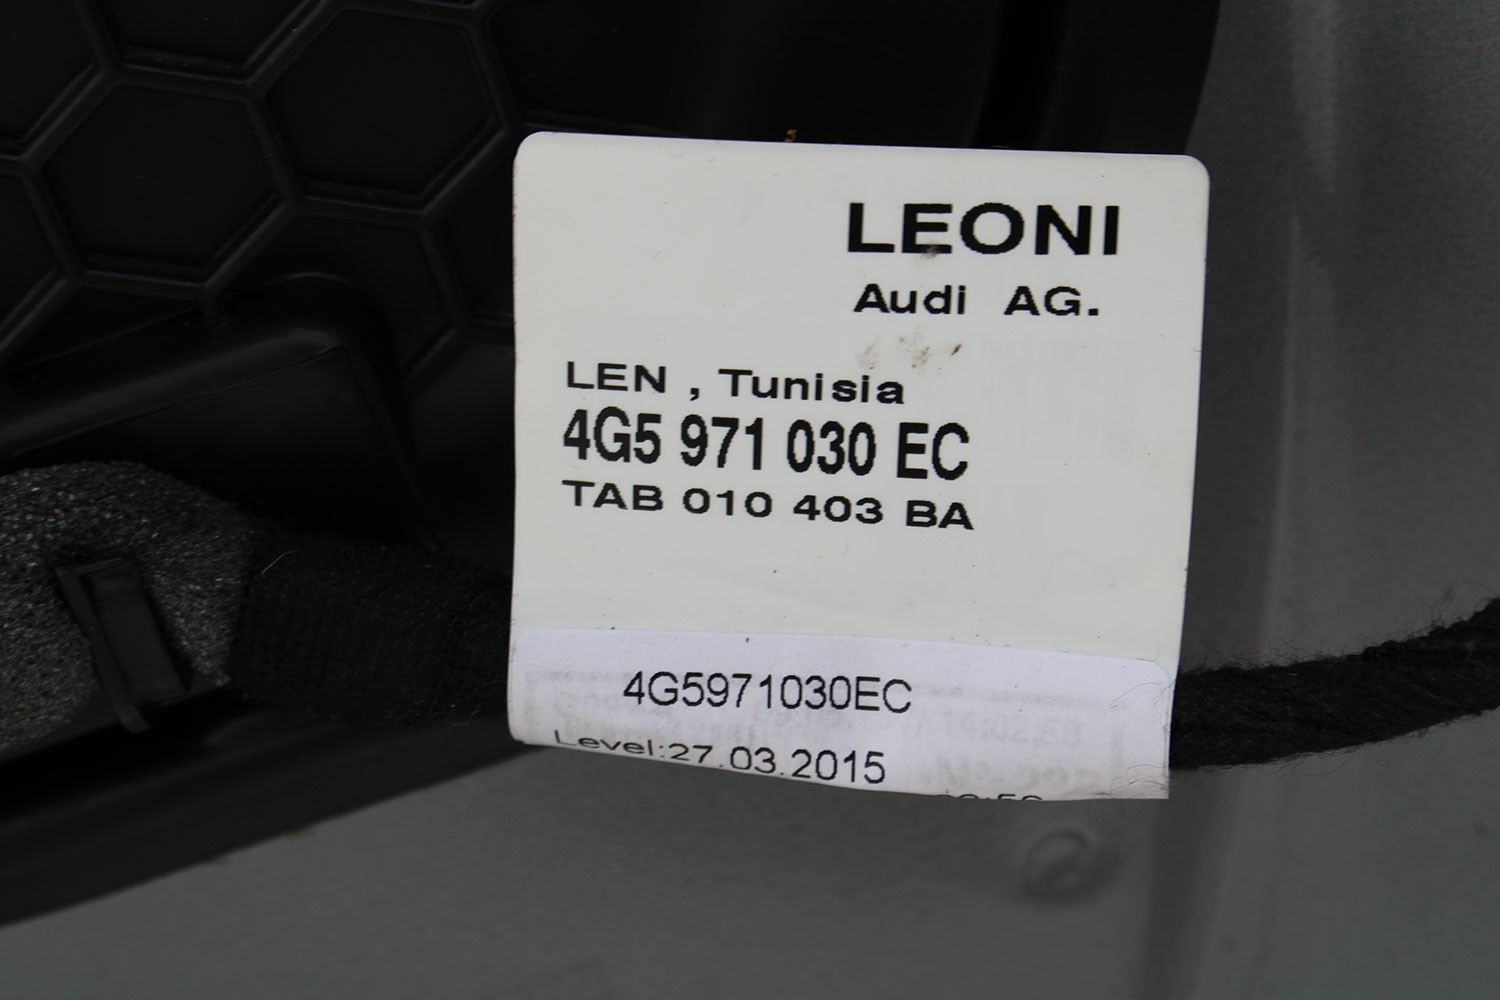 LEONI
Audi AG.
LEN , Tunisia
4G5 971 030 EC
TAB 010 403 BA
4G5971030EC
Level:27.03.2015